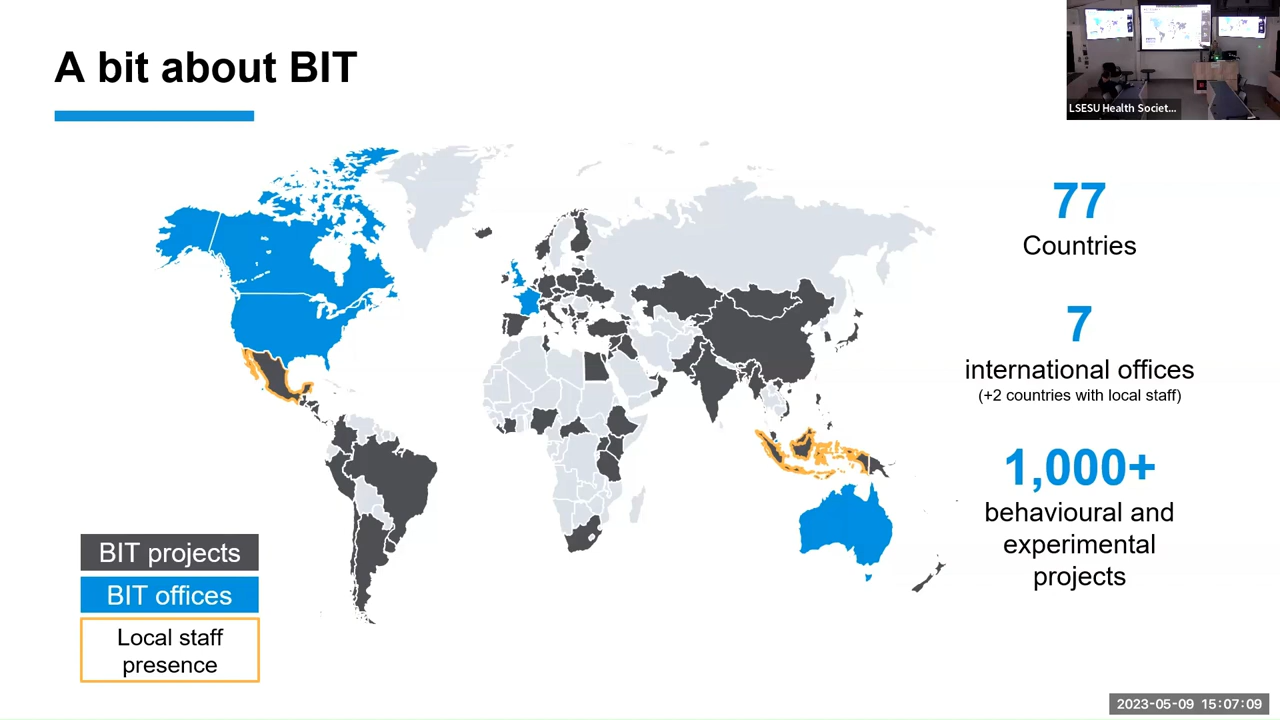 A bit about BIT
LSESU Health Societ...
77
Countries
7
international offices
(+2 countries with local staff)
1,000+
behavioural and
experimental
projects
BIT projects
BIT offices
Local staff
presence
2023-05-09 15:07:09